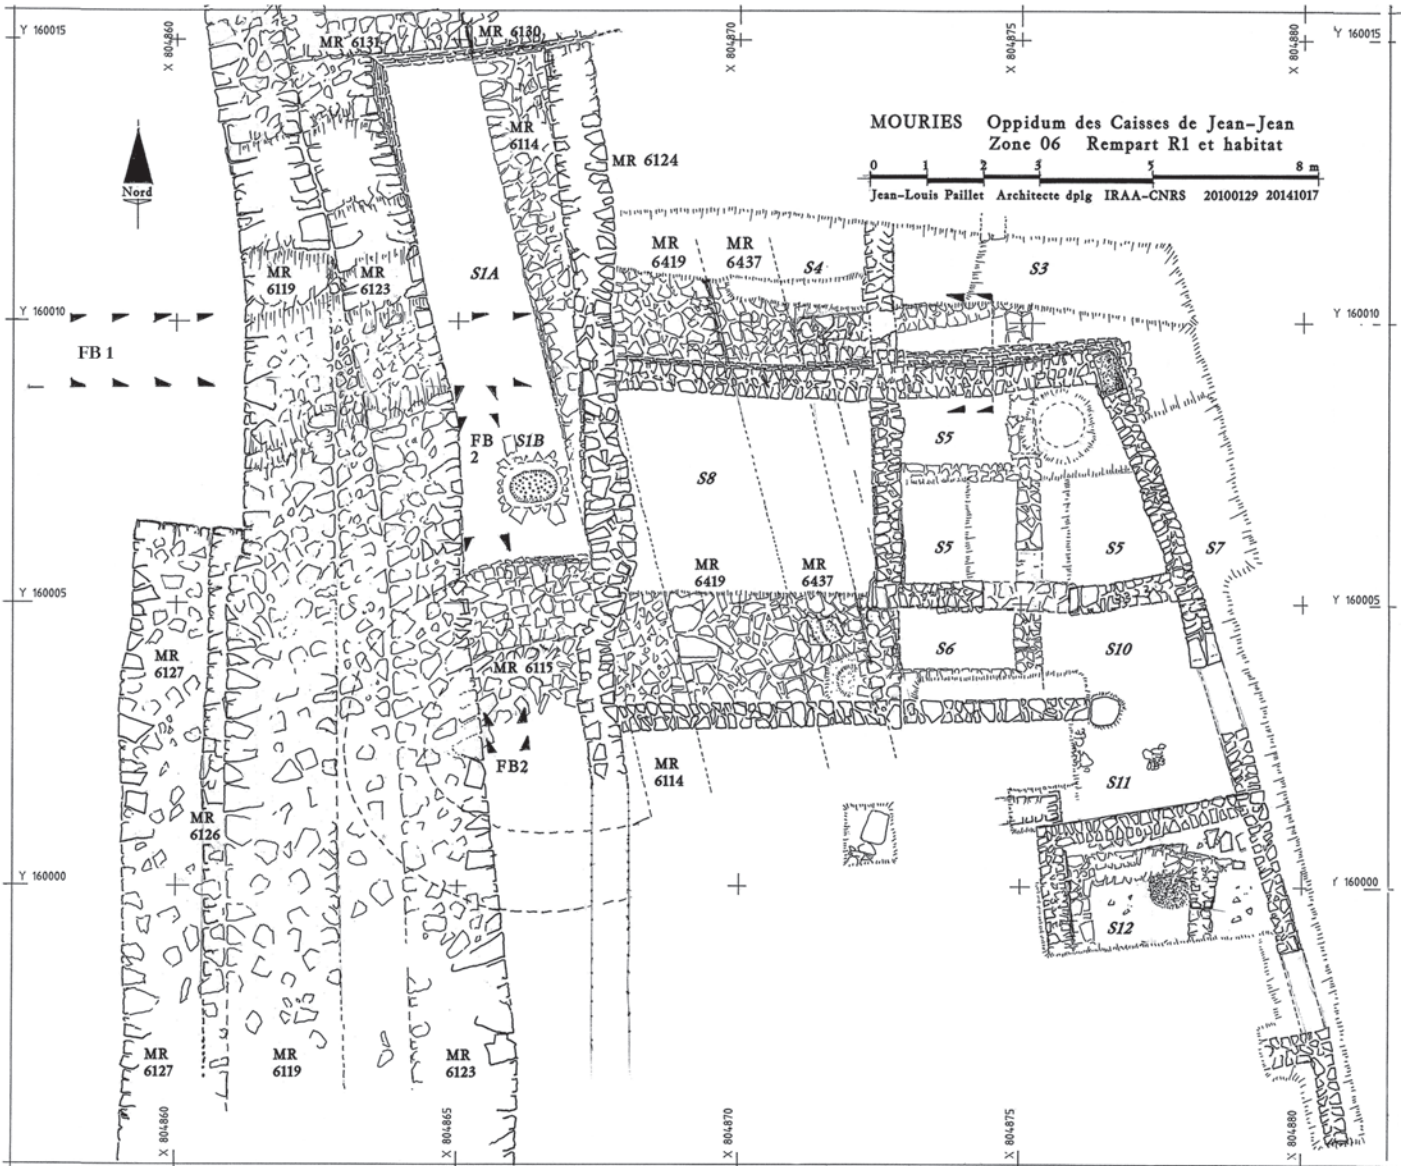 Y 160015
X 804860
MR 6131
MR 6130
X 804870
X 804875
X 804880
Y 160015
MOURIES Oppidum des Caisses de Jean-Jean
Zone 06 Rempart R1 et habitat
0 1 2 3 5 8 m
Jean-Louis Paillet Architecte dplg IRAA-CNRS 20100129 20141017
Nord
MR
6114
MR 6124
MR
6419
MR
6437
S4
S3
S1A
MR
6119
MR
6123
Y 160010
Y 160010
FB 1
FB
2
S1B
S5
S8
S5
S5
S7
MR
6419
MR
6437
Y 160005
Y 160005
MR
6127
MR 6115
S6
S10
FB2
MR
6114
S11
MR
6126
Y 160000
Y 160000
S12
MR
6127
MR
6119
MR
6123
X 804860
X 804865
X 804870
X 804875
X 804880